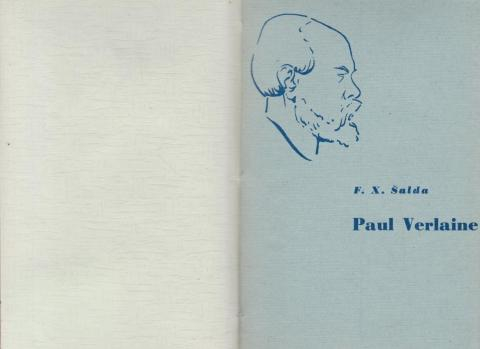 F. X. Šalda
Paul Verlaine